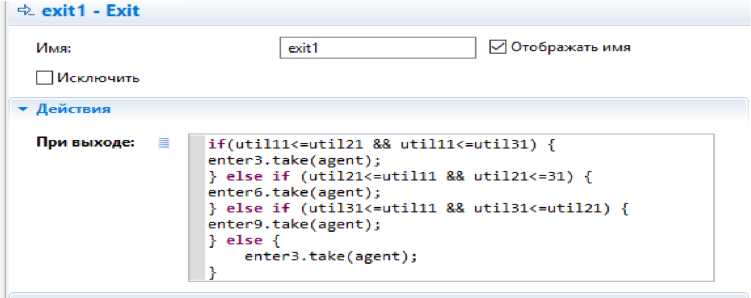 exit1 - Exit
Имя:
exit1
Отображать имя
Исключить
Действия
При выходе:
if(util11<=util21 && util11<=util31) {
enter3.take(agent);
} else if (util21<=util11 && util21<=31) {
enter6.take(agent);
} else if (util31<=util11 && util31<=util21) {
enter9.take(agent);
} else {
    enter3.take(agent);
}